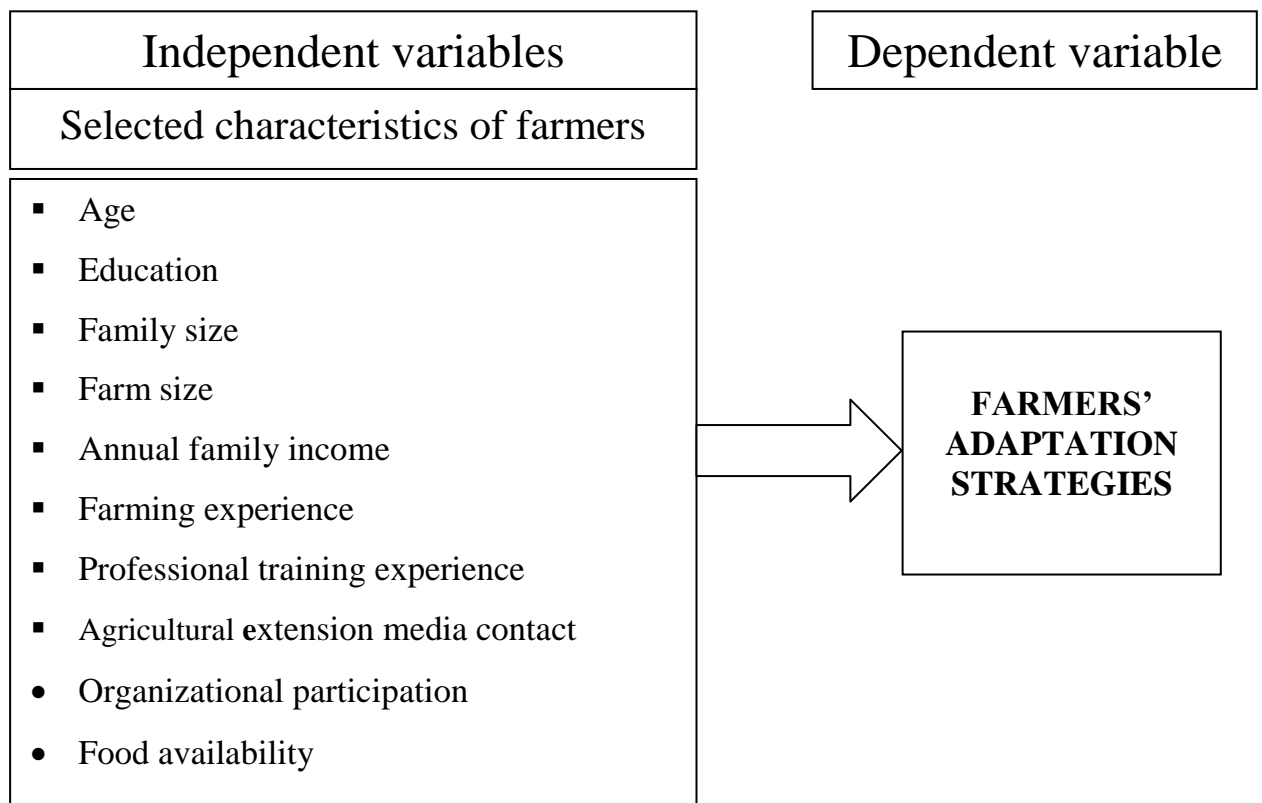 Independent variables
Dependent variable
Selected characteristics of farmers
▪ Age
▪ Education
▪ Family size
▪ Farm size
▪ Annual family income
▪ Farming experience
▪ Professional training experience
▪ Agricultural extension media contact
• Organizational participation
• Food availability
FARMERS’
ADAPTATION
STRATEGIES